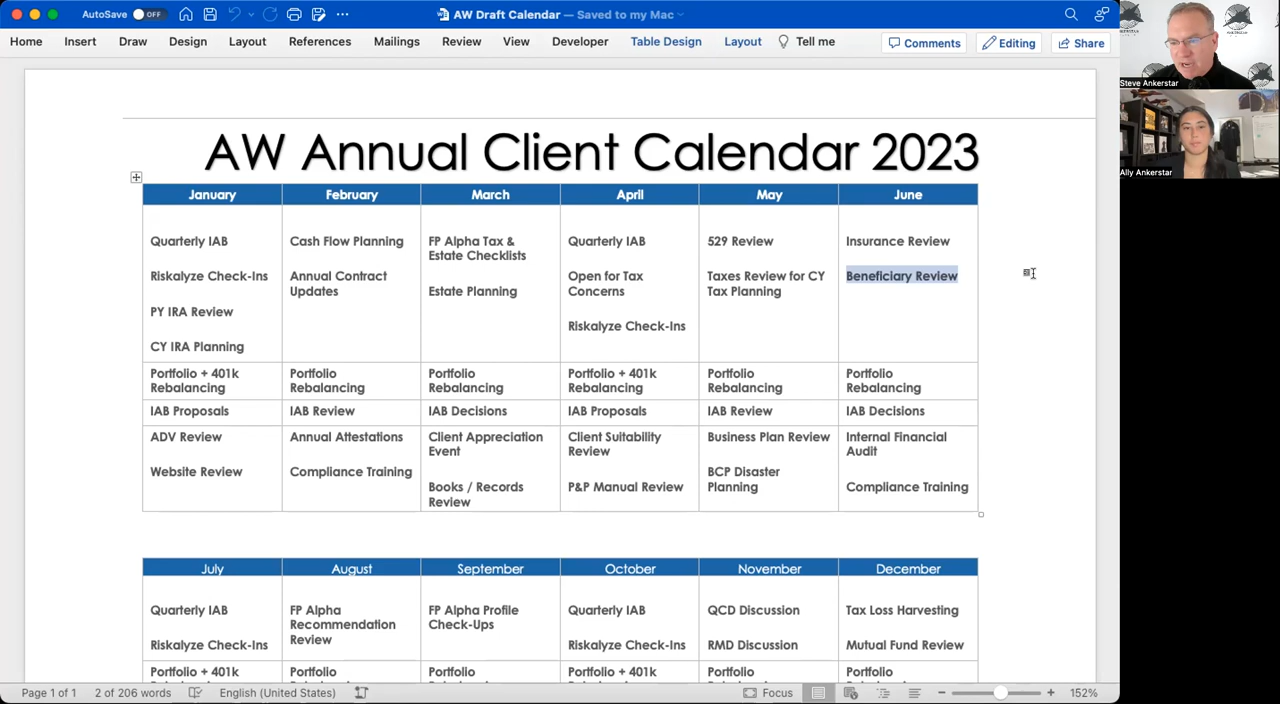 AutoSave OFF
AW Draft Calendar — Saved to my Mac
Home Insert Draw Design Layout References Mailings Review View Developer Table Design Layout Tell me Comments Editing Share
Steve Ankerstar
Ally Ankerstar
AW Annual Client Calendar 2023
January February March April May June
Quarterly IAB
Riskalyze Check-Ins
PY IRA Review
CY IRA Planning
Cash Flow Planning
Annual Contract
Updates
FP Alpha Tax &
Estate Checklists
Estate Planning
Quarterly IAB
Open for Tax
Concerns
Riskalyze Check-Ins
529 Review
Taxes Review for CY
Tax Planning
Insurance Review
Beneficiary Review
Portfolio + 401k
Rebalancing
Portfolio
Rebalancing
Portfolio
Rebalancing
Portfolio + 401k
Rebalancing
Portfolio
Rebalancing
Portfolio
Rebalancing
IAB Proposals
IAB Review
IAB Decisions
IAB Proposals
IAB Review
IAB Decisions
ADV Review
Website Review
Annual Attestations
Compliance Training
Client Appreciation
Event
Books / Records
Review
Client Suitability
Review
P&P Manual Review
Business Plan Review
BCP Disaster
Planning
Internal Financial
Audit
Compliance Training
July August September October November December
Quarterly IAB
Riskalyze Check-Ins
FP Alpha
Recommendation
Review
FP Alpha Profile
Check-Ups
Quarterly IAB
Riskalyze Check-Ins
QCD Discussion
RMD Discussion
Tax Loss Harvesting
Mutual Fund Review
Portfolio + 401k
Portfolio
Portfolio
Portfolio + 401k
Portfolio
Portfolio
Page 1 of 1 2 of 206 words English (United States) Focus 152%